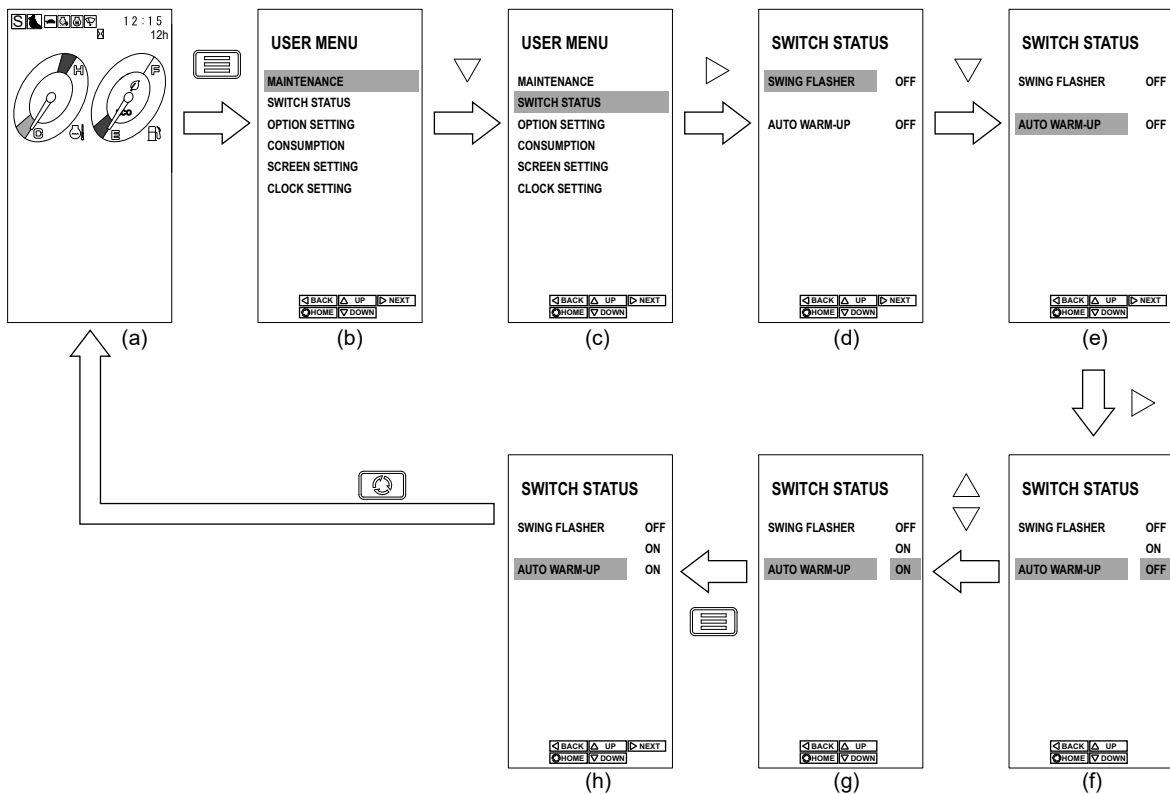 S 12:15
12h
H F
eco
C E
(a)
USER MENU
MAINTENANCE
SWITCH STATUS
OPTION SETTING
CONSUMPTION
SCREEN SETTING
CLOCK SETTING
BACK UP NEXT
HOME DOWN
(b)
USER MENU
MAINTENANCE
SWITCH STATUS
OPTION SETTING
CONSUMPTION
SCREEN SETTING
CLOCK SETTING
BACK UP NEXT
HOME DOWN
(c)
SWITCH STATUS
SWING FLASHER OFF
AUTO WARM-UP OFF
BACK UP NEXT
HOME DOWN
(d)
SWITCH STATUS
SWING FLASHER OFF
AUTO WARM-UP OFF
BACK UP NEXT
HOME DOWN
(e)
SWITCH STATUS
SWING FLASHER OFF
ON
AUTO WARM-UP ON
BACK UP NEXT
HOME DOWN
(h)
SWITCH STATUS
SWING FLASHER OFF
ON
AUTO WARM-UP ON
BACK UP
HOME DOWN
(g)
SWITCH STATUS
SWING FLASHER OFF
ON
AUTO WARM-UP OFF
BACK UP
HOME DOWN
(f)